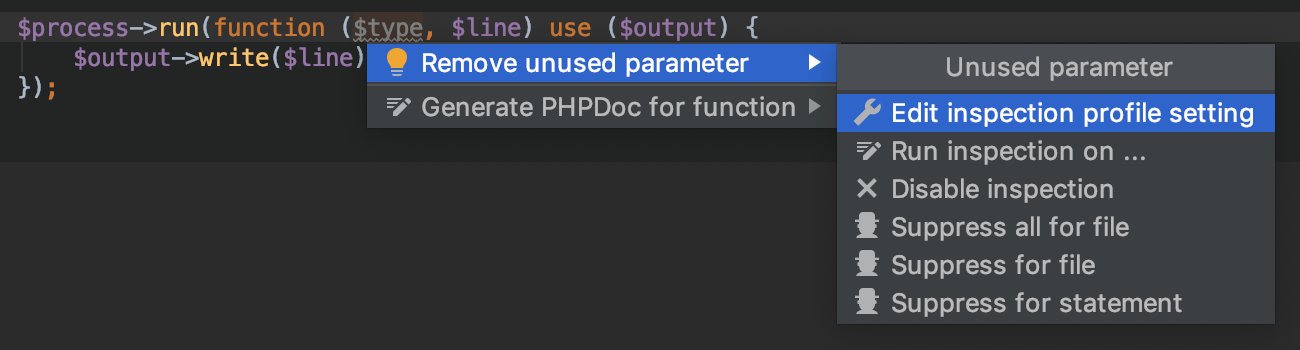 $process->run(function ($type, $line) use ($output) {
$output->write($line)
});
Remove unused parameter
Generate PHPDoc for function
Unused parameter
Edit inspection profile setting
Run inspection on ...
Disable inspection
Suppress all for file
Suppress for file
Suppress for statement